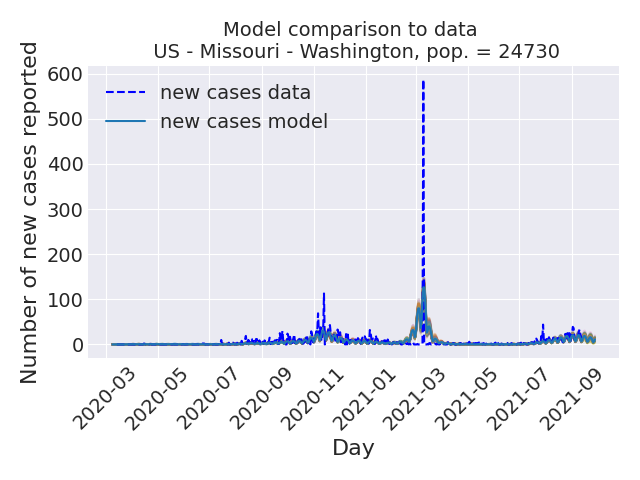 Model comparison to data
US - Missouri - Washington, pop. = 24730
new cases data
new cases model
Number of new cases reported
600
500
400
300
200
100
0
2020-03
2020-05
2020-07
2020-09
2020-11
2021-01
2021-03
2021-05
2021-07
2021-09
Day